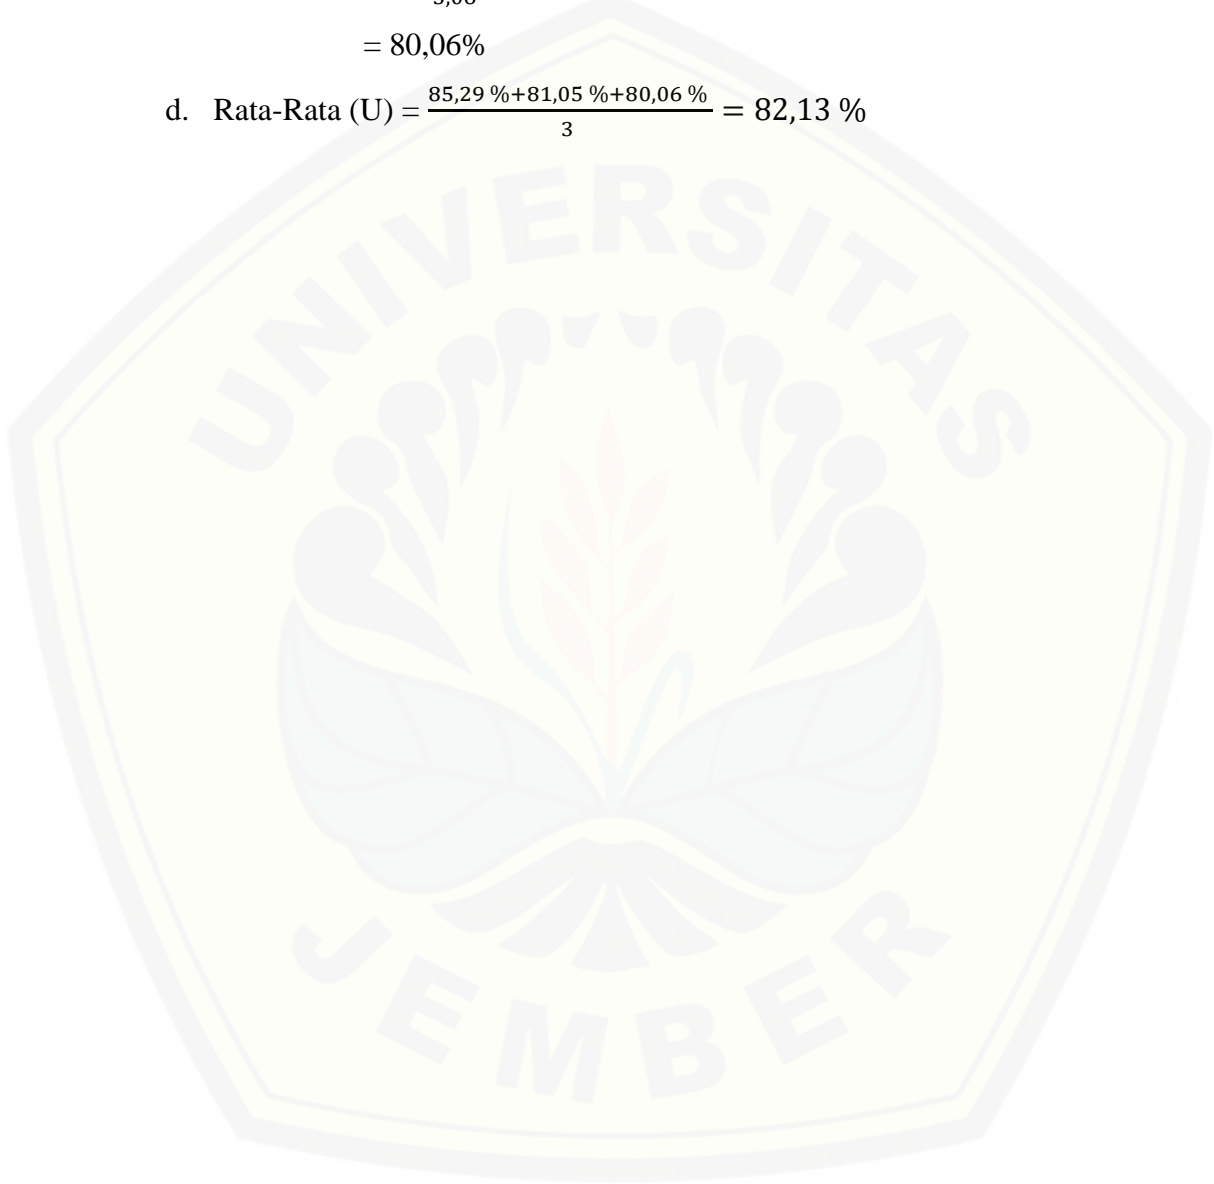 = 80,06%
d. Rata-Rata (U) = 85,29 %+81,05 %+80,06 % / 3 = 82,13 %
UNIVERSITAS
JEMBER